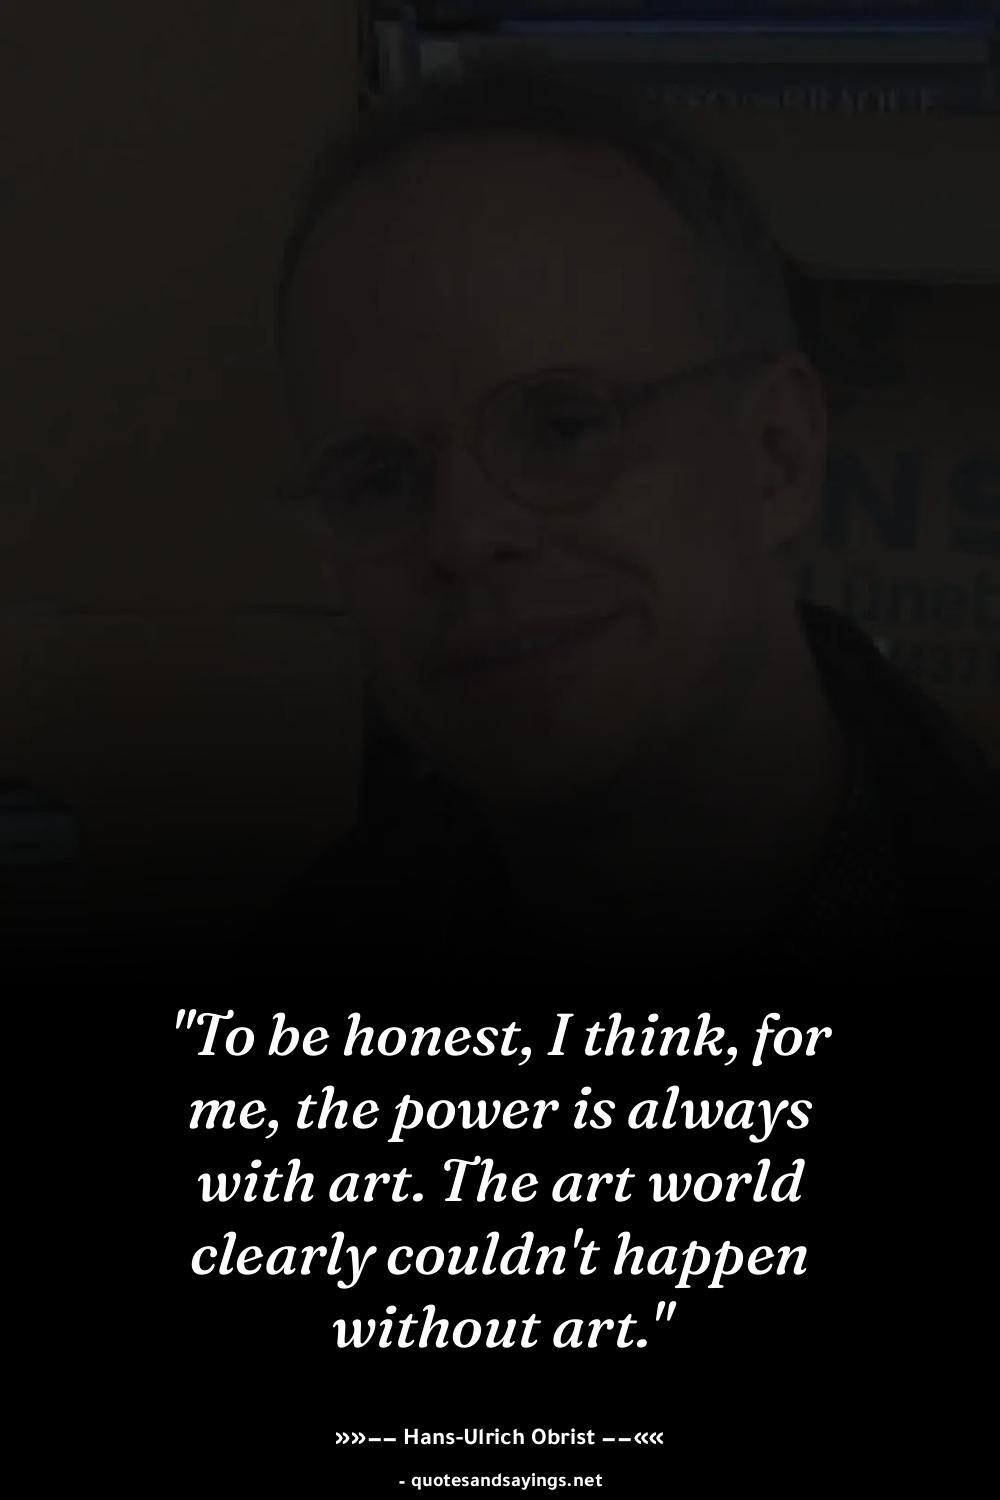 NS
"To be honest, I think, for
me, the power is always
with art. The art world
clearly couldn't happen
without art."
»»–– Hans-Ulrich Obrist ––««
- quotesandsayings.net